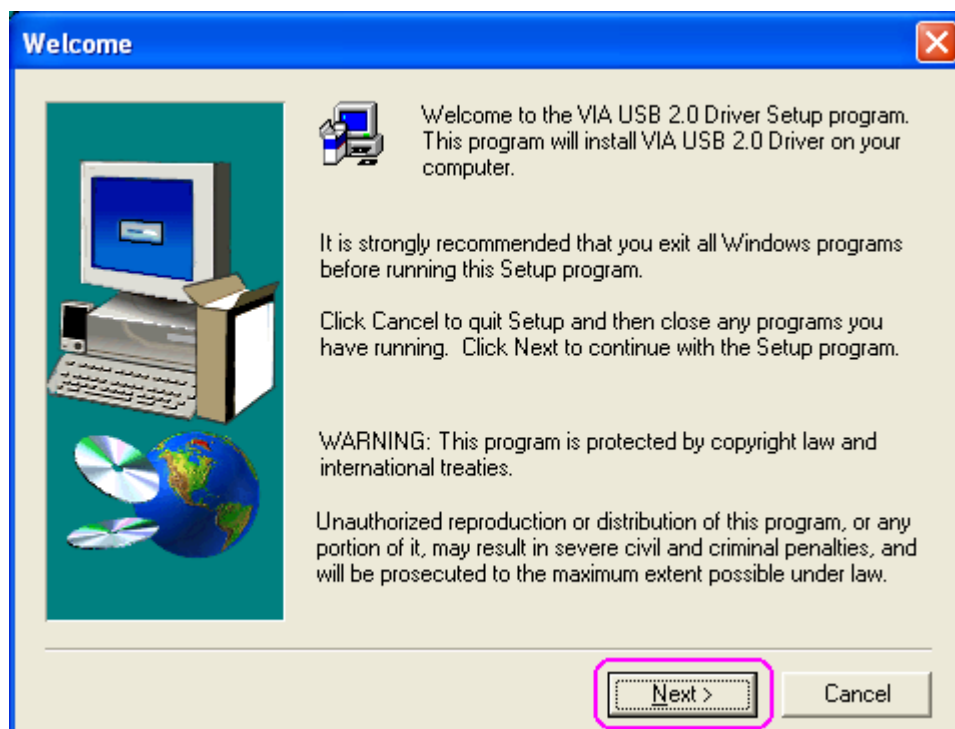 Welcome
Welcome to the VIA USB 2.0 Driver Setup program.
This program will install VIA USB 2.0 Driver on your
computer.
It is strongly recommended that you exit all Windows programs
before running this Setup program.
Click Cancel to quit Setup and then close any programs you
have running.  Click Next to continue with the Setup program.
WARNING: This program is protected by copyright law and
international treaties.
Unauthorized reproduction or distribution of this program, or any
portion of it, may result in severe civil and criminal penalties, and
will be prosecuted to the maximum extent possible under law.
Next >
Cancel